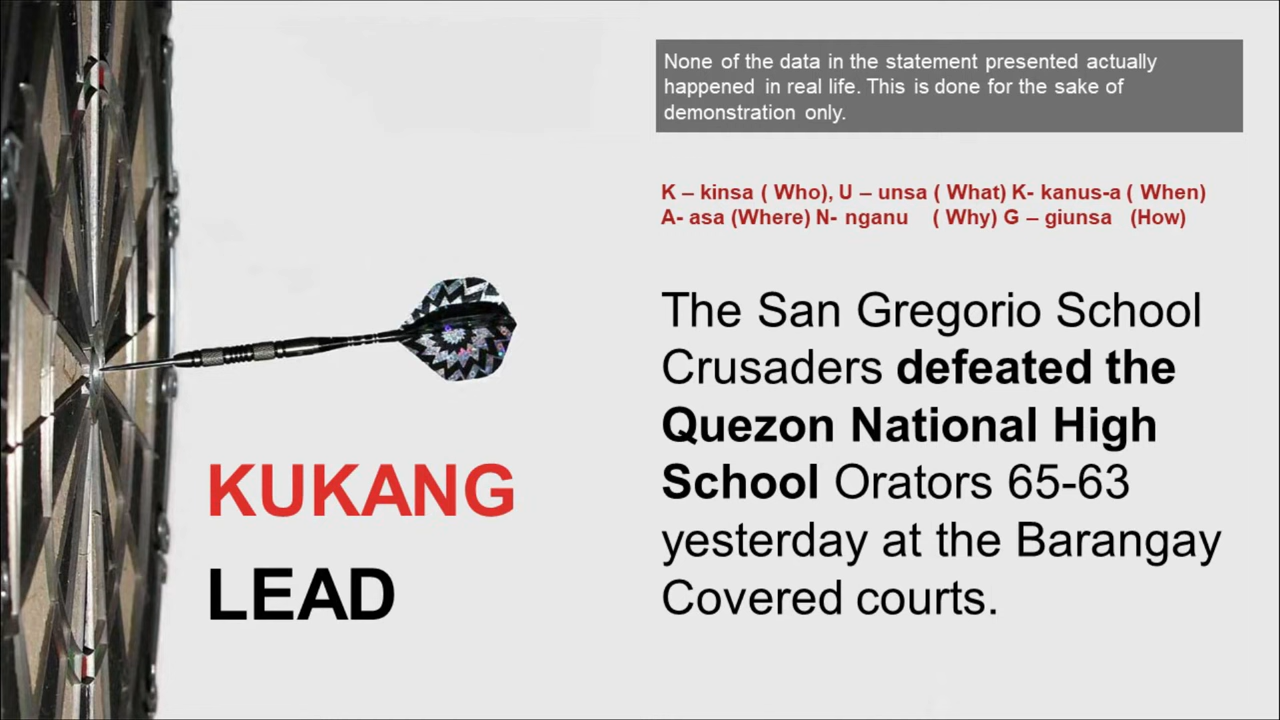 None of the data in the statement presented actually
happened in real life. This is done for the sake of
demonstration only.
K – kinsa ( Who), U – unsa ( What) K- kanus-a ( When)
A- asa (Where) N- nganu ( Why) G – giunsa (How)
The San Gregorio School
Crusaders defeated the
Quezon National High
School Orators 65-63
yesterday at the Barangay
Covered courts.
KUKANG
LEAD